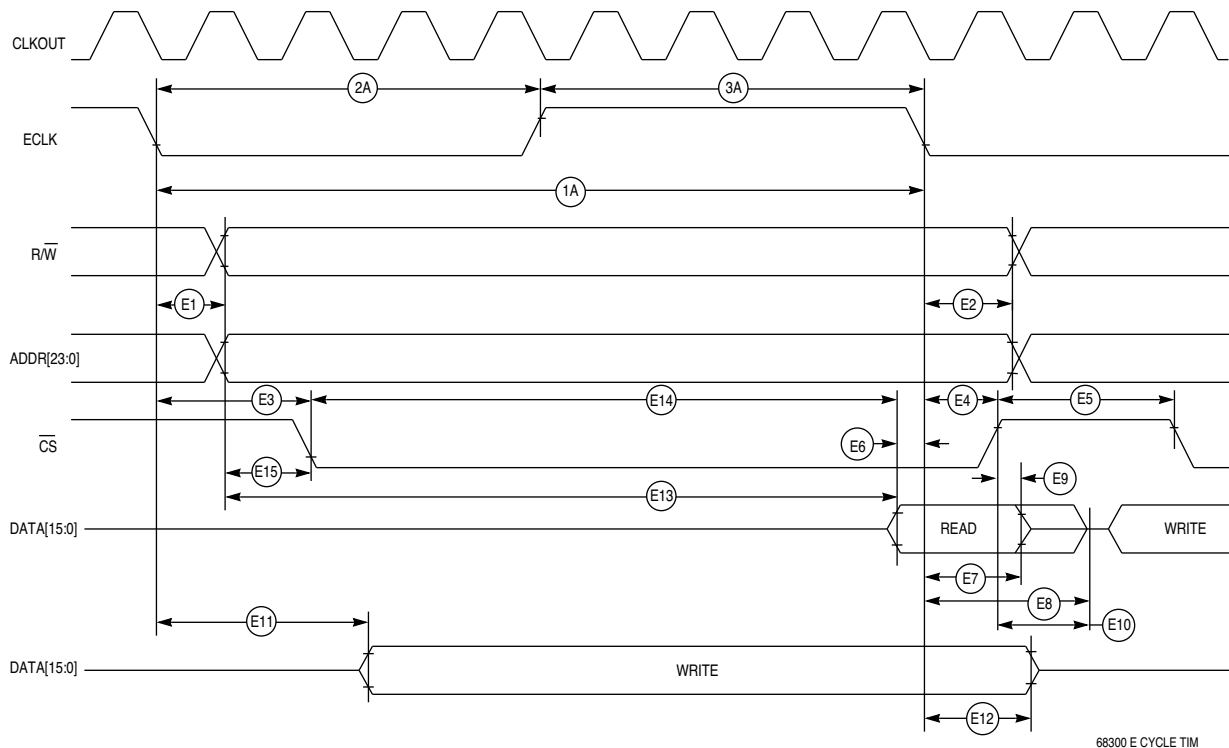 CLKOUT
2A
3A
ECLK
1A
R/W
E1
E2
ADDR[23:0]
E3
E14
E4
E5
CS
E6
E15
E9
E13
DATA[15:0]
READ
WRITE
E7
E8
E11
E10
DATA[15:0]
WRITE
E12
68300 E CYCLE TIM